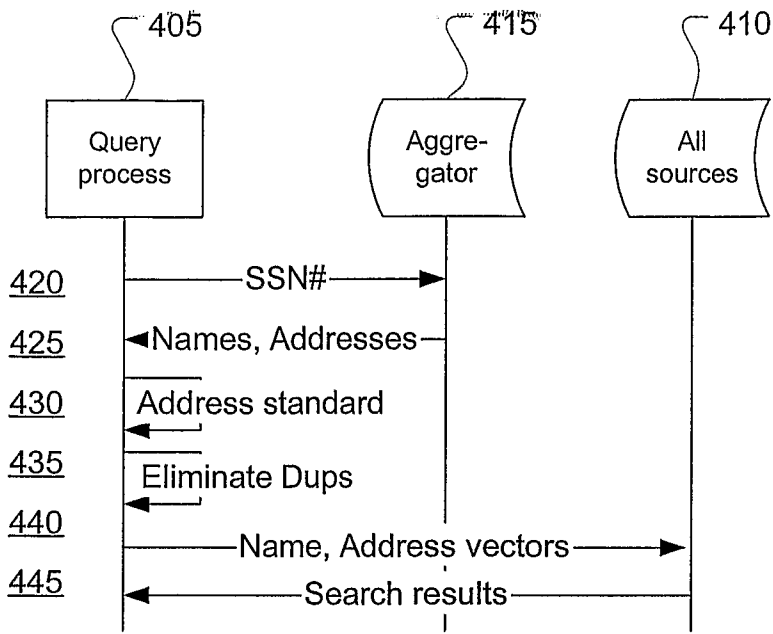 405
415
410
Query
process
Aggre-
gator
All
sources
420
SSN#
425
Names, Addresses
430
Address standard
435
Eliminate Dups
440
Name, Address vectors
445
Search results